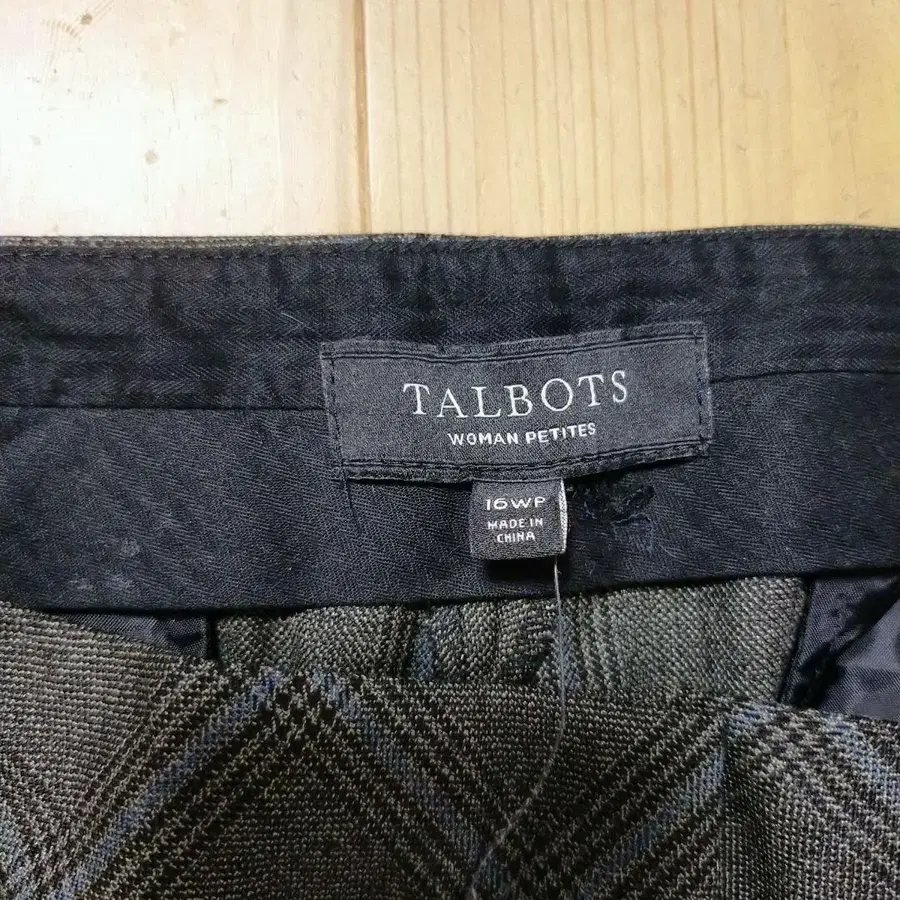 TALBOTS
WOMAN PETITES
16WP
MADE IN
CHINA